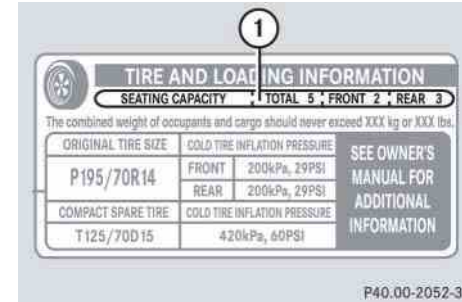 1
TIRE AND LOADING INFORMATION
SEATING CAPACITY TOTAL 5 FRONT 2 REAR 3
The combined weight of occupants and cargo should never exceed XXX kg or XXX lbs.
ORIGINAL TIRE SIZE COLD TIRE INFLATION PRESSURE
P195/70R14
FRONT 200kPa, 29PSI
REAR 200kPa, 29PSI
COMPACT SPARE TIRE COLD TIRE INFLATION PRESSURE
T125/70D15 420kPa, 60PSI
SEE OWNER'S
MANUAL FOR
ADDITIONAL
INFORMATION
P40.00-2052-3